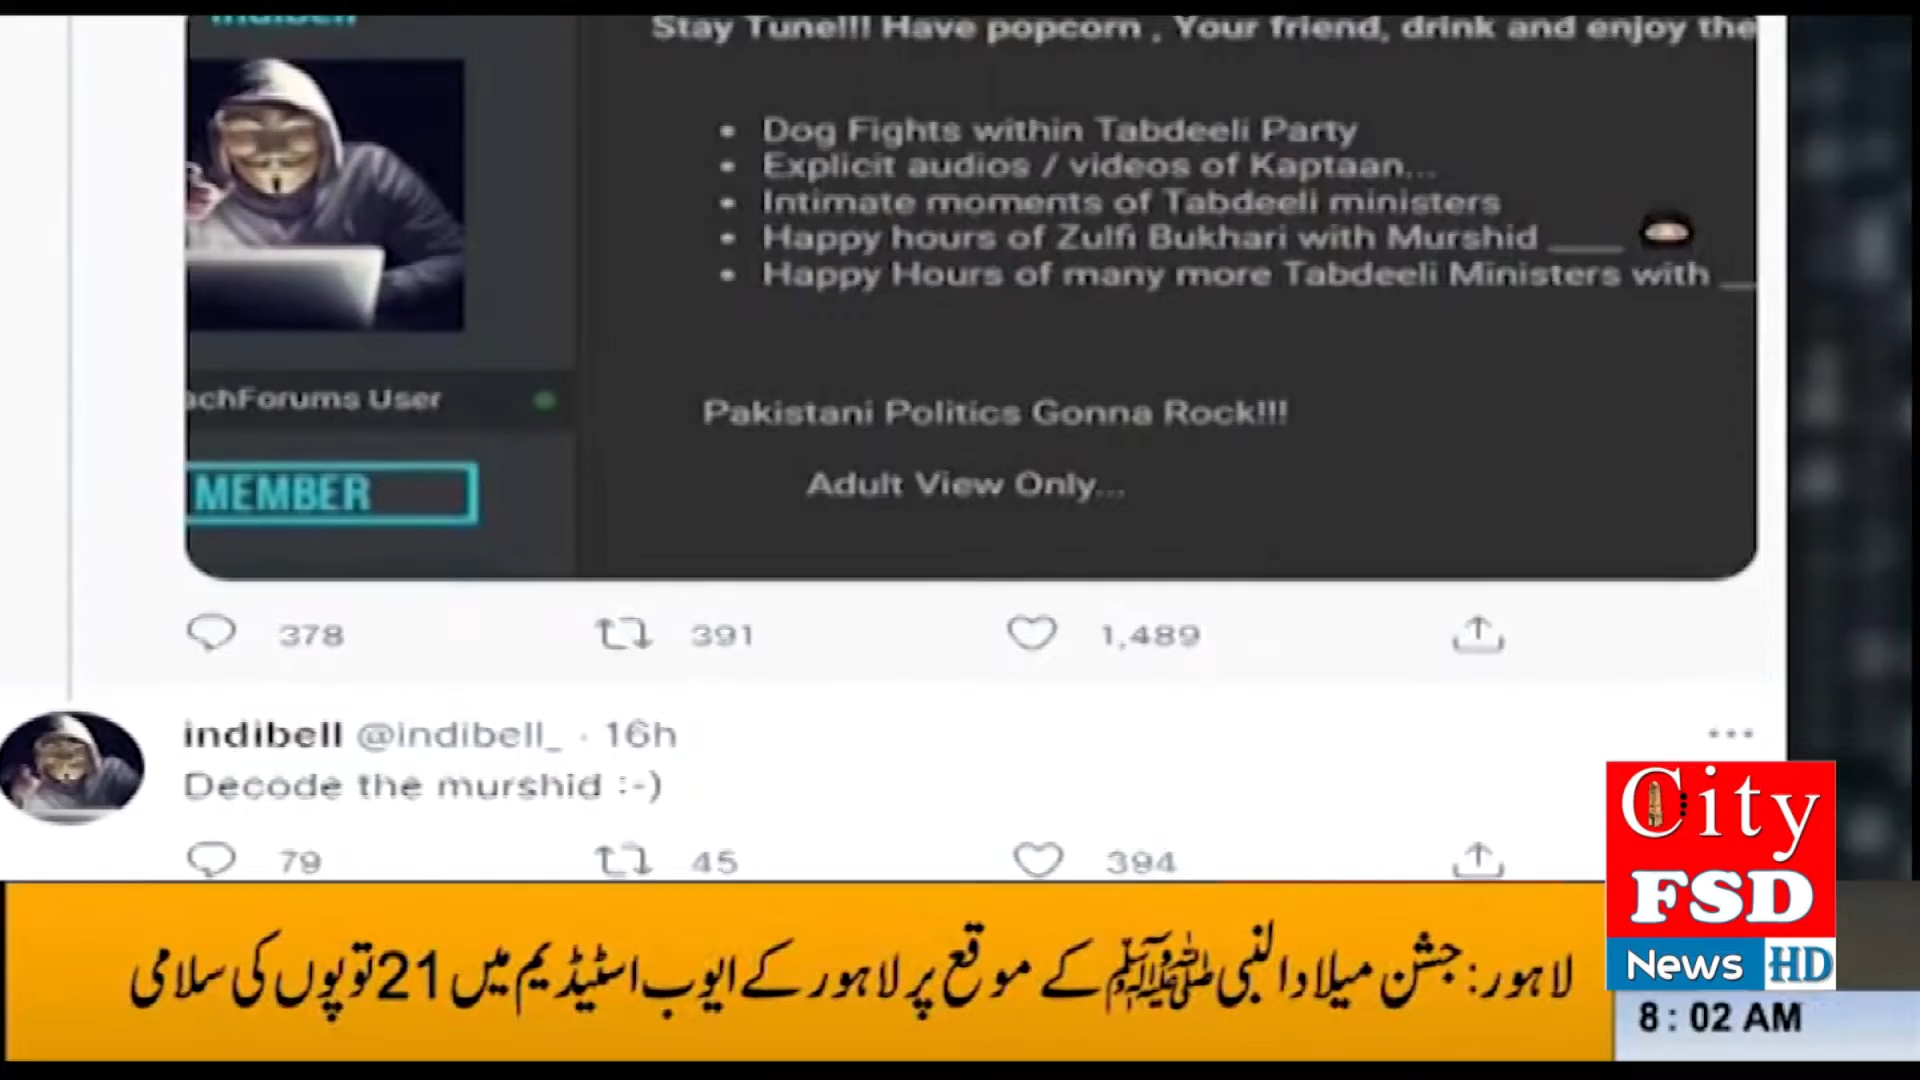 indibell
Stay Tune!!! Have popcorn , Your friend, drink and enjoy the
• Dog Fights within Tabdeeli Party
• Explicit audios / videos of Kaptaan...
• Intimate moments of Tabdeeli ministers
• Happy hours of Zulfi Bukhari with Murshid ____
• Happy Hours of many more Tabdeeli Ministers with __
achForums User
Pakistani Politics Gonna Rock!!!
MEMBER
Adult View Only...
378 391 1,489
indibell @indibell_ · 16h
Decode the murshid :-)
79 45 394
City
FSD
News HD
لاہور: جشن میلادالنبی ﷺ کے موقع پر لاہور کے ایوب اسٹیڈیم میں 21 توپوں کی سلامی
8 : 02 AM